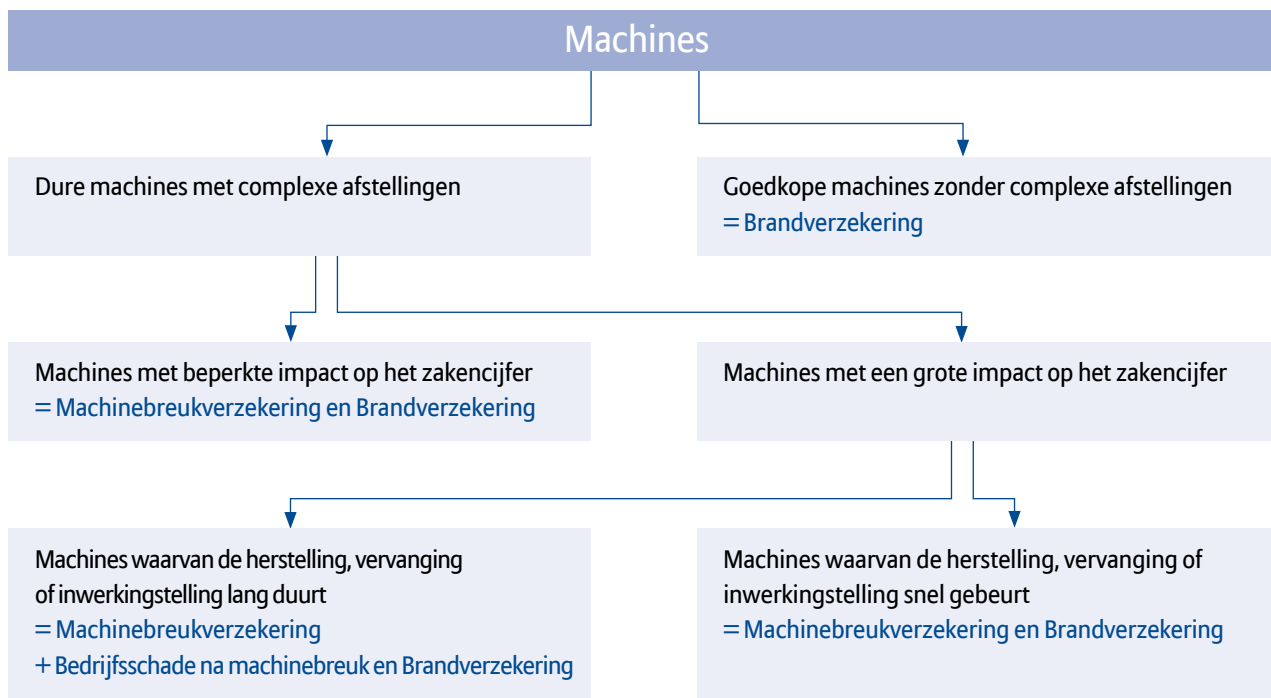 Machines
Dure machines met complexe afstellingen
Goedkope machines zonder complexe afstellingen
= Brandverzekering
Machines met beperkte impact op het zakencijfer
= Machinebreukverzekering en Brandverzekering
Machines met een grote impact op het zakencijfer
Machines waarvan de herstelling, vervanging
of inwerkingstelling lang duurt
= Machinebreukverzekering
+ Bedrijfsschade na machinebreuk en Brandverzekering
Machines waarvan de herstelling, vervanging of
inwerkingstelling snel gebeurt
= Machinebreukverzekering en Brandverzekering